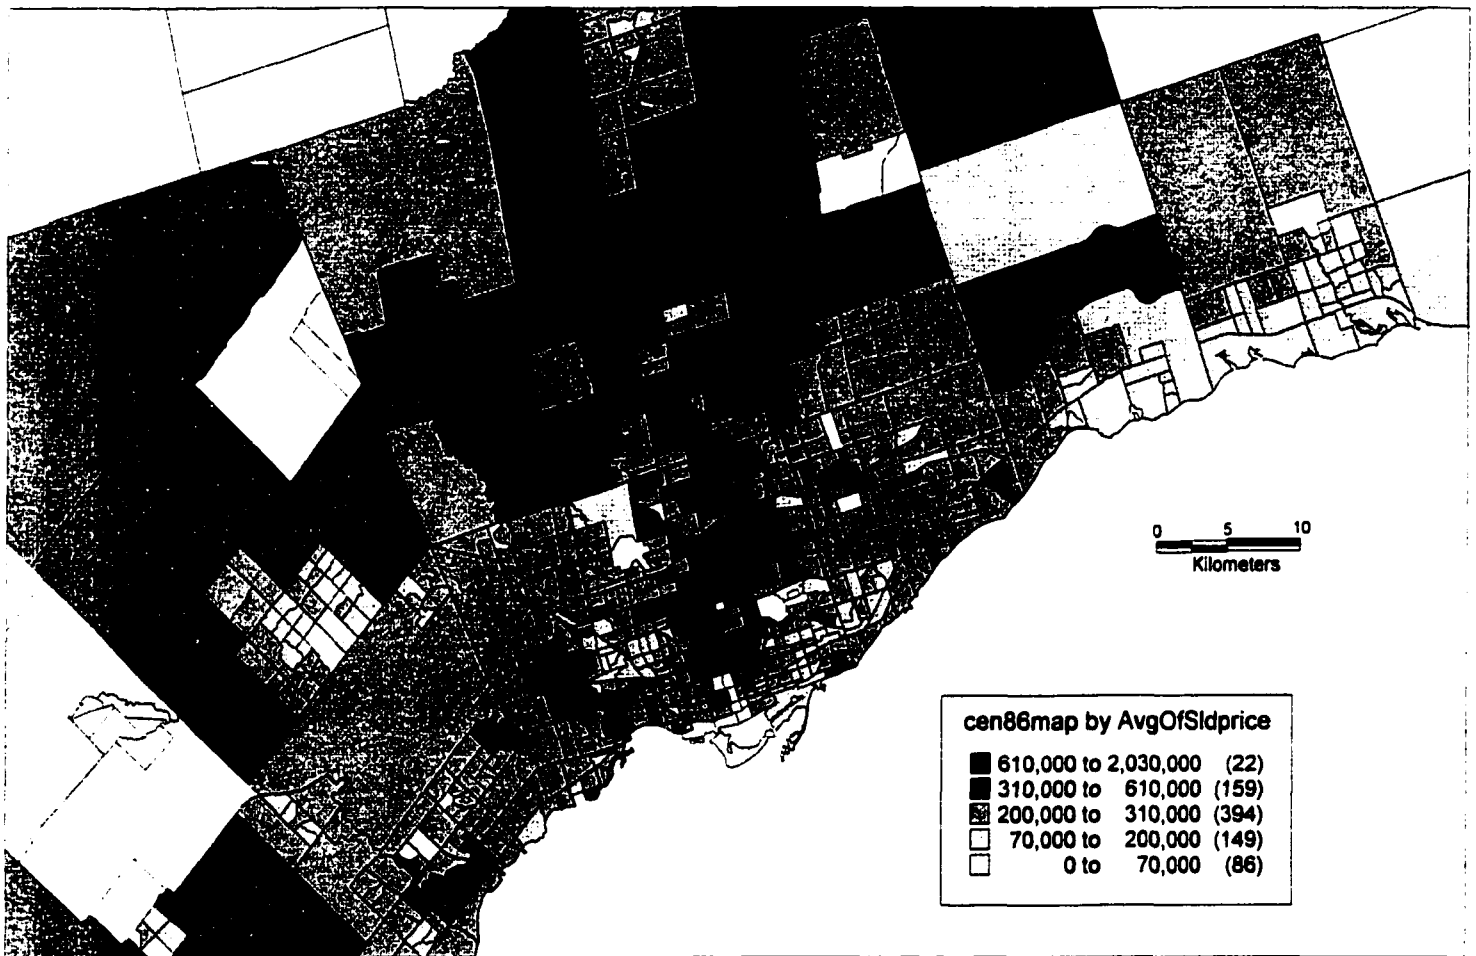 0 5 10
Kilometers
cen86map by AvgOfSldprice
610,000 to 2,030,000 (22)
310,000 to 610,000 (159)
200,000 to 310,000 (394)
70,000 to 200,000 (149)
0 to 70,000 (86)